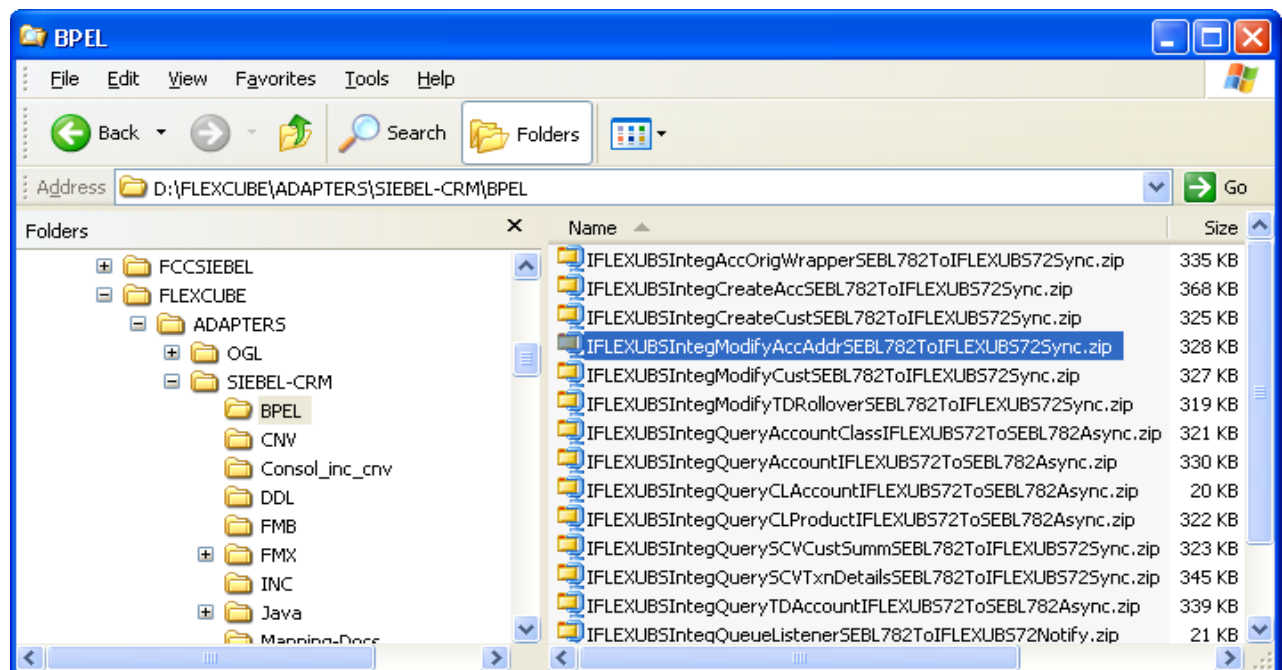 BPEL
File Edit View Favorites Tools Help
Back Search Folders
Address D:\FLEXCUBE\ADAPTERS\SIEBEL-CRM\BPEL Go
Folders
FCCSIEBEL
FLEXCUBE
ADAPTERS
OGL
SIEBEL-CRM
BPEL
CNV
Consol_inc_cnv
DDL
FMB
FMX
INC
Java
Mapping-Docs
Name Size
IFLEXUBSIntegAccOrigWrapperSEBL782ToIFLEXUBS72Sync.zip 335 KB
IFLEXUBSIntegCreateAccSEBL782ToIFLEXUBS72Sync.zip 368 KB
IFLEXUBSIntegCreateCustSEBL782ToIFLEXUBS72Sync.zip 325 KB
IFLEXUBSIntegModifyAccAddrSEBL782ToIFLEXUBS72Sync.zip 328 KB
IFLEXUBSIntegModifyCustSEBL782ToIFLEXUBS72Sync.zip 327 KB
IFLEXUBSIntegModifyTDRolloverSEBL782ToIFLEXUBS72Sync.zip 319 KB
IFLEXUBSIntegQueryAccountClassIFLEXUBS72ToSEBL782Async.zip 321 KB
IFLEXUBSIntegQueryAccountIFLEXUBS72ToSEBL782Async.zip 330 KB
IFLEXUBSIntegQueryCLAccountIFLEXUBS72ToSEBL782Async.zip 20 KB
IFLEXUBSIntegQueryCLProductIFLEXUBS72ToSEBL782Async.zip 322 KB
IFLEXUBSIntegQuerySCVCustSummSEBL782ToIFLEXUBS72Sync.zip 323 KB
IFLEXUBSIntegQuerySCVTxnDetailsSEBL782ToIFLEXUBS72Sync.zip 345 KB
IFLEXUBSIntegQueryTDAccountIFLEXUBS72ToSEBL782Async.zip 339 KB
IFLEXUBSIntegQueueListenerSEBL782ToIFLEXUBS72Notify.zip 21 KB